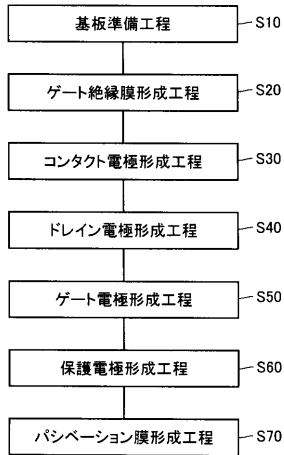 基板準備工程 S10
ゲート絶縁膜形成工程 S20
コンタクト電極形成工程 S30
ドレイン電極形成工程 S40
ゲート電極形成工程 S50
保護電極形成工程 S60
パシベーション膜形成工程 S70